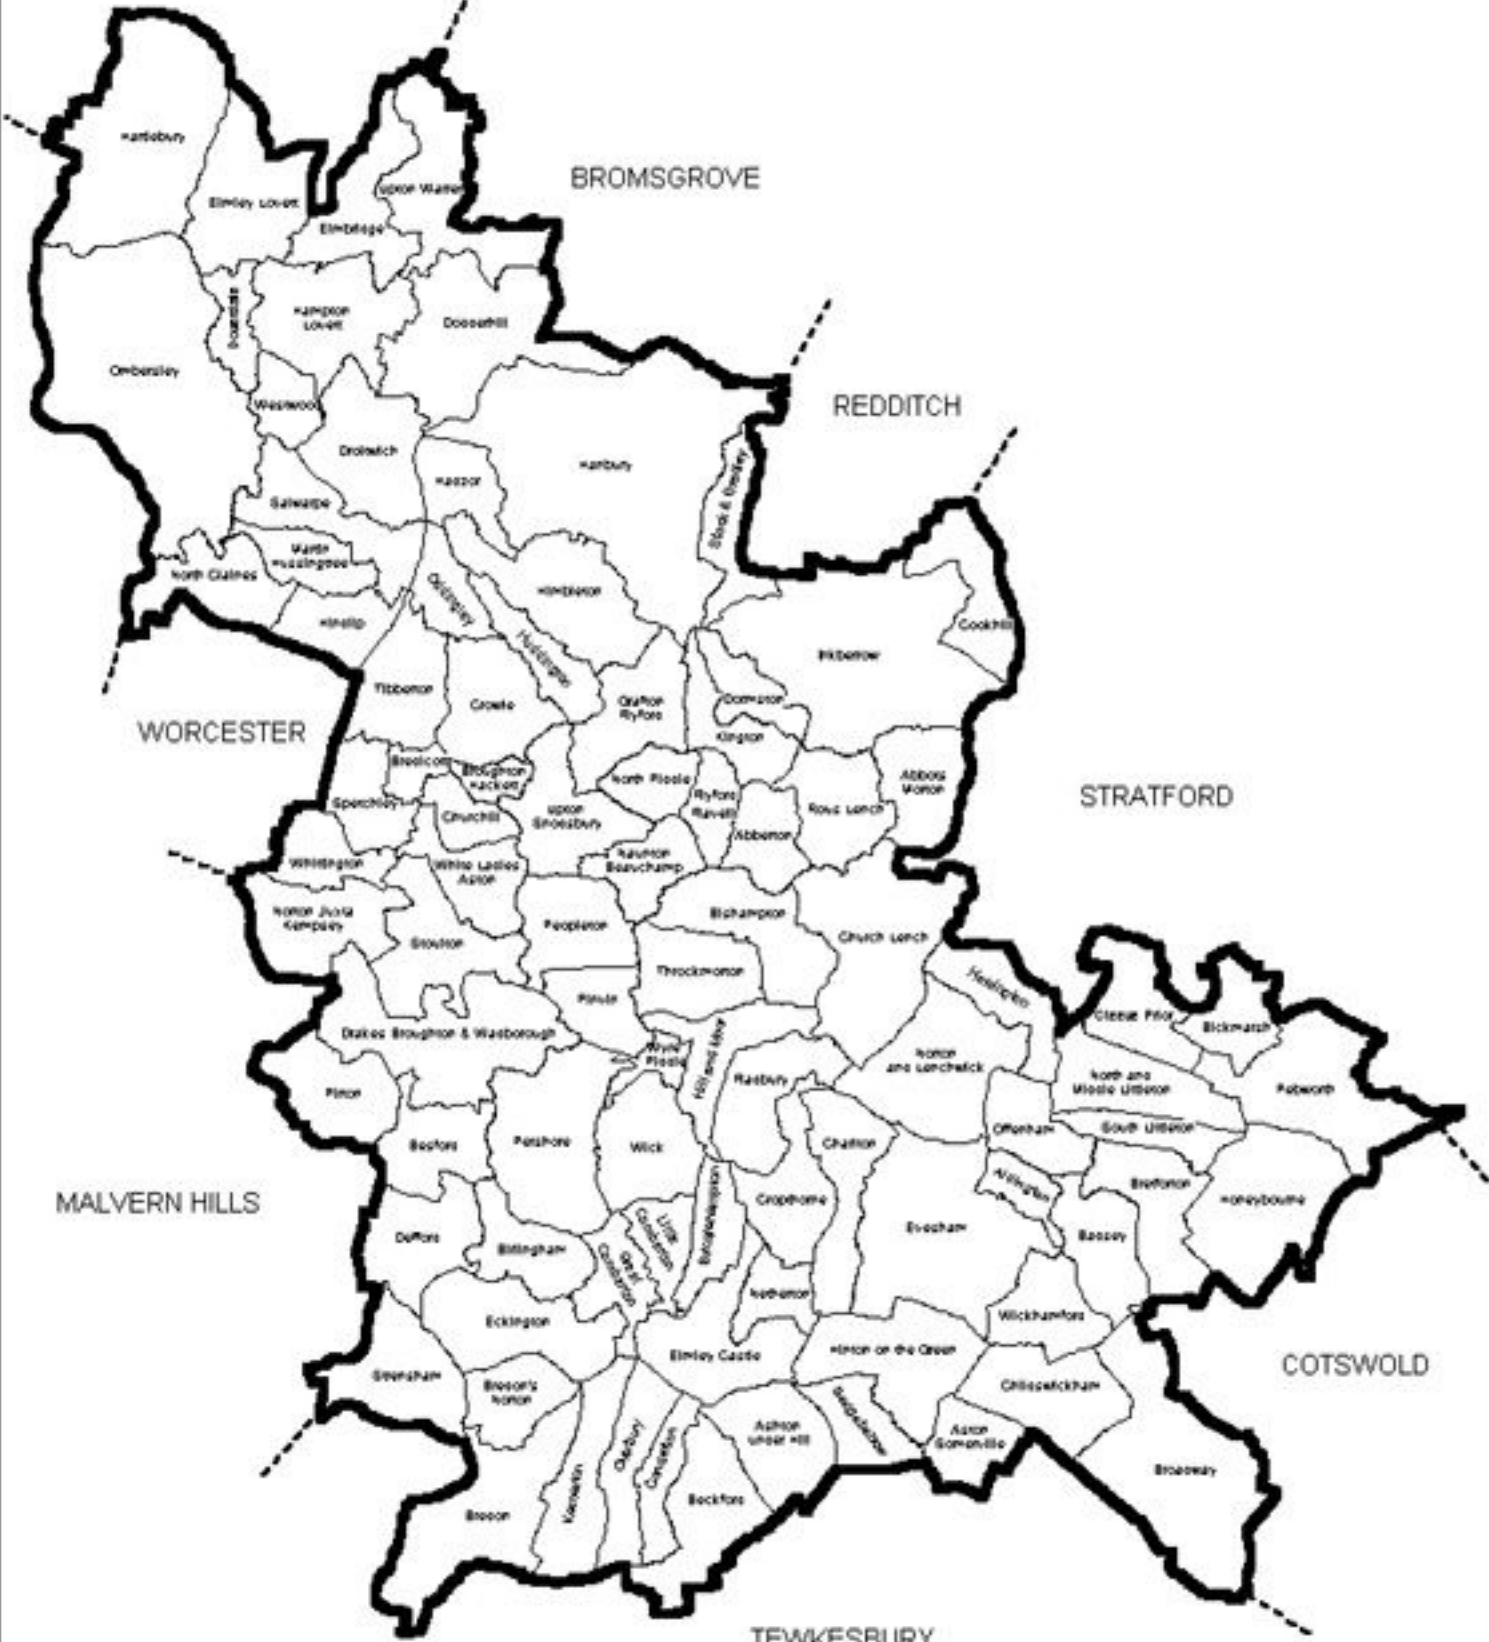 Hartlebury
BROMSGROVE
Upton Warren
Elmley Lovett
Elmbridge
Hampton
Lovett
Doverdale
Dodderhill
Ombersley
Westwood
REDDITCH
Droitwich
Hanbury
Hadzor
Stock & Bradley
Salwarpe
Martin
Hussingtree
North Claines
Himbleton
Oddingley
Hindlip
Cookhill
Huddington
Inkberrow
Tibberton
Crowle
Grafton
Flyford
Dormston
WORCESTER
Kington
Bredicot
Broughton
Hackett
North Piddle
Abbots
Morton
STRATFORD
Spetchley
Churchill
Upton
Snodsbury
Flyford
Flavell
Rous Lench
Abberton
Whittington
White Ladies
Aston
Naunton
Beauchamp
Norton Juxta
Kempsey
Stoulton
Peopleton
Bishampton
Church Lench
Throckmorton
Harvington
Pinvin
Cleeve Prior
Bickmarsh
Drakes Broughton & Wadborough
Wyre
Piddle
Hill and Moor
Fladbury
Norton
and Lenchwick
North and
Middle Littleton
Pebworth
Pirton
Besford
Pershore
Wick
Charlton
Offenham
South Littleton
MALVERN HILLS
Cropthorne
Aldington
Bretforton
Honeybourne
Defford
Birlingham
Little
Comberton
Great
Comberton
Bricklehampton
Evesham
Badsey
Netherton
Eckington
Wickhamford
Elmley Castle
Hinton on the Green
COTSWOLD
Strensham
Bredon's
Norton
Childswickham
Ashton
under Hill
Sedgeberrow
Aston
Somerville
Overbury
Conderton
Kemerton
Beckford
Broadway
Bredon
TEWKESBURY